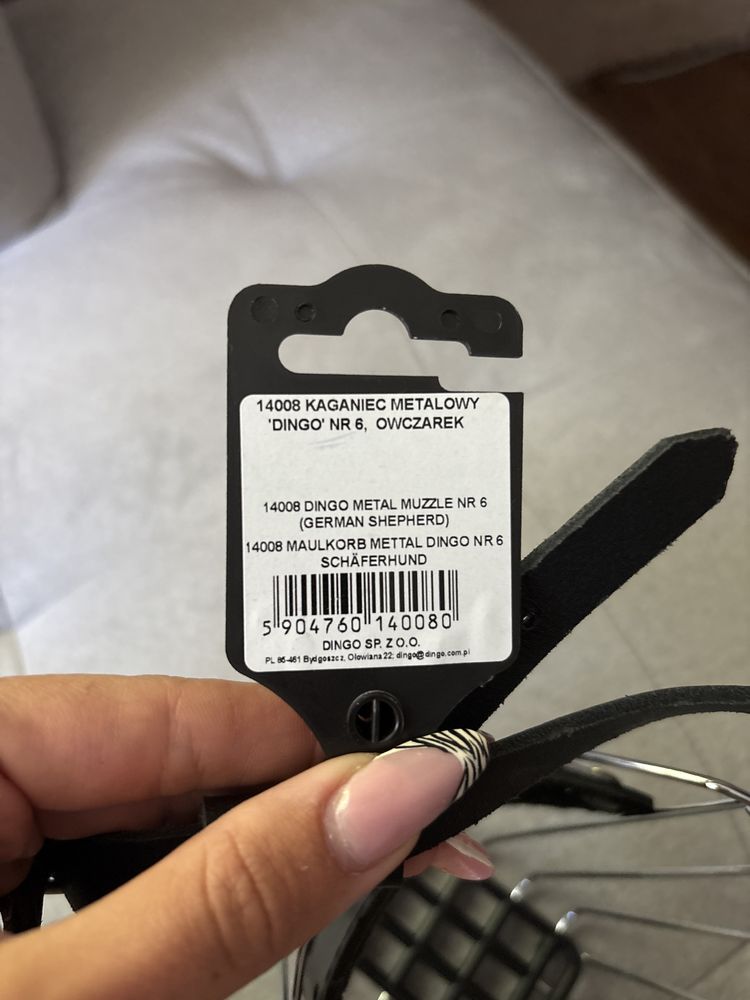 14008 KAGANIEC METALOWY
'DINGO' NR 6, OWCZAREK
14008 DINGO METAL MUZZLE NR 6
(GERMAN SHEPHERD)
14008 MAULKORB METTAL DINGO NR 6
SCHÄFERHUND
5 904760 140080
DINGO SP. Z O.O.
PL 85-461 Bydgoszcz, Ołowiana 22; dingo@dingo.com.pl